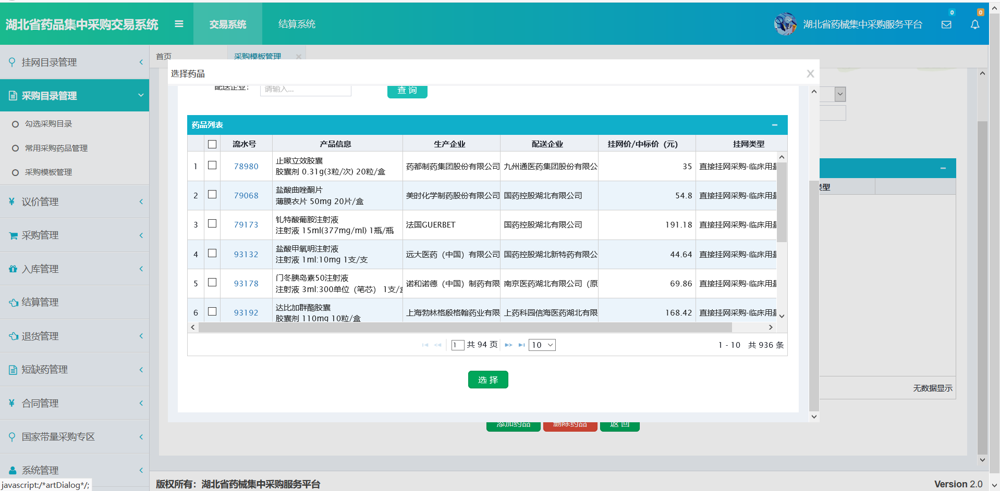 湖北省药品集中采购交易系统
交易系统
结算系统
湖北省药械集中采购服务平台
0
0
挂网目录管理
采购目录管理
勾选采购目录
常用采购药品管理
采购模板管理
议价管理
采购管理
入库管理
结算管理
退货管理
短缺药管理
合同管理
国家带量采购专区
系统管理
javascript:/*artDialog*/;
首页
采购模板管理
选择药品
X
配送企业：
请输入...
查 询
药品列表
流水号 产品信息 生产企业 配送企业 挂网价/中标价（元） 挂网类型
1 78980 止嗽立效胶囊
胶囊剂 0.31g(3粒/次) 20粒/盒
药都制药集团股份有限公司 九州通医药集团股份有限公 35 直接挂网采购-临床用量
2 79068 盐酸曲唑酮片
薄膜衣片 50mg 20片/盒
美时化学制药股份有限公司 国药控股湖北有限公司 54.8 直接挂网采购-临床用量
3 79173 钆特酸葡胺注射液
注射液 15ml(377mg/ml) 1瓶/瓶
法国GUERBET 国药控股湖北有限公司 191.18 直接挂网采购-临床用量
4 93132 盐酸甲氧明注射液
注射液 1ml:10mg 1支/支
远大医药（中国）有限公司 国药控股湖北新特药有限公 44.64 直接挂网采购-临床用量
5 93178 门冬胰岛素50注射液
注射液 3ml:300单位（笔芯） 1支/盒
诺和诺德（中国）制药有限 南京医药湖北有限公司（原 69.86 直接挂网采购-临床用量
6 93192 达比加群酯胶囊
胶囊剂 110mg 10粒/盒
上海勃林格殷格翰药业有限 上药科园信海医药湖北有限 168.42 直接挂网采购-临床用量
1 共 94 页 10
1 - 10 共 936 条
选 择
类型
无数据显示
添加药品
删除药品
返 回
版权所有：湖北省药械集中采购服务平台
Version 2.0